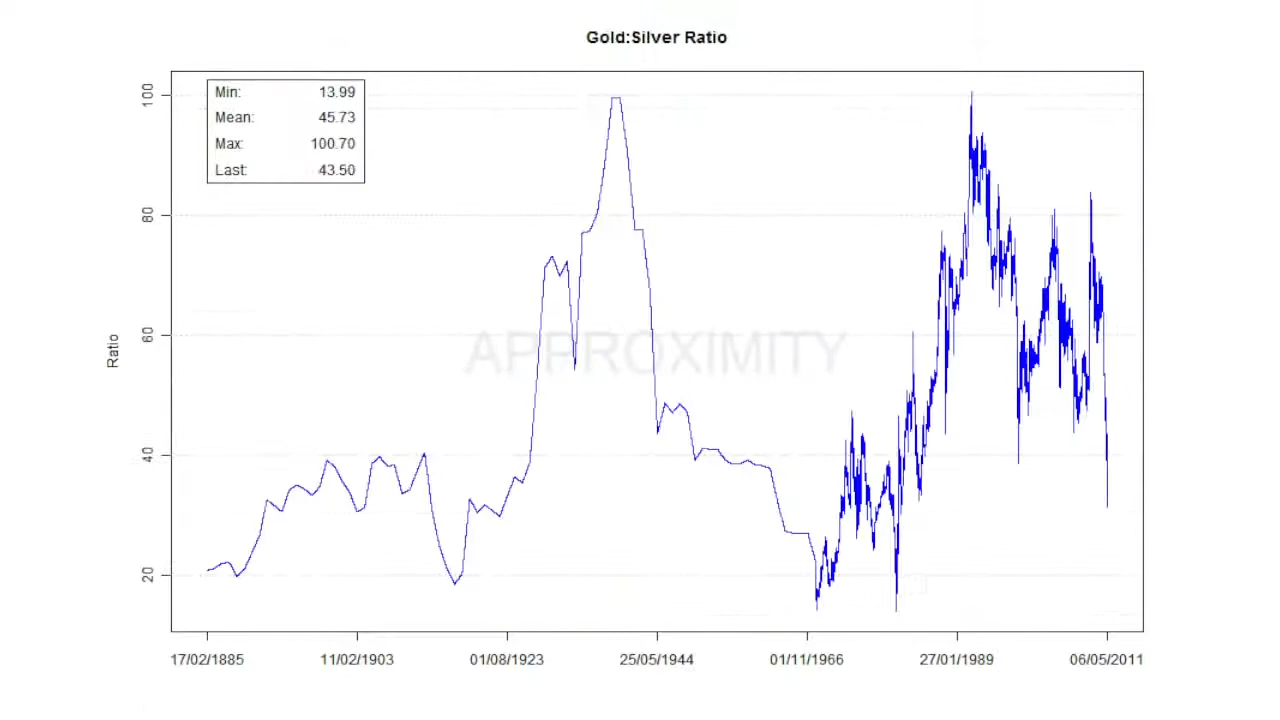 Gold:Silver Ratio
Min: 13.99
Mean: 45.73
Max: 100.70
Last: 43.50
100
80
60
40
20
Ratio
APPROXIMITY
17/02/1885 11/02/1903 01/08/1923 25/05/1944 01/11/1966 27/01/1989 06/05/2011